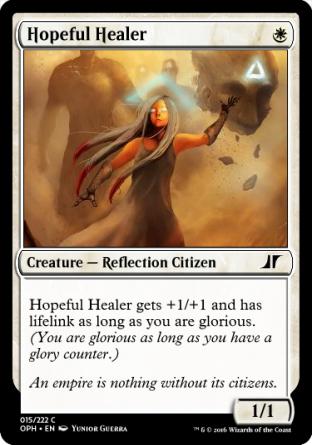 Hopeful Healer
Creature — Reflection Citizen
Hopeful Healer gets +1/+1 and has
lifelink as long as you are glorious.
(You are glorious as long as you have a
glory counter.)
An empire is nothing without its citizens.
1/1
015/222 C
OPH • EN Yunior Guerra
™ & © 2016 Wizards of the Coast